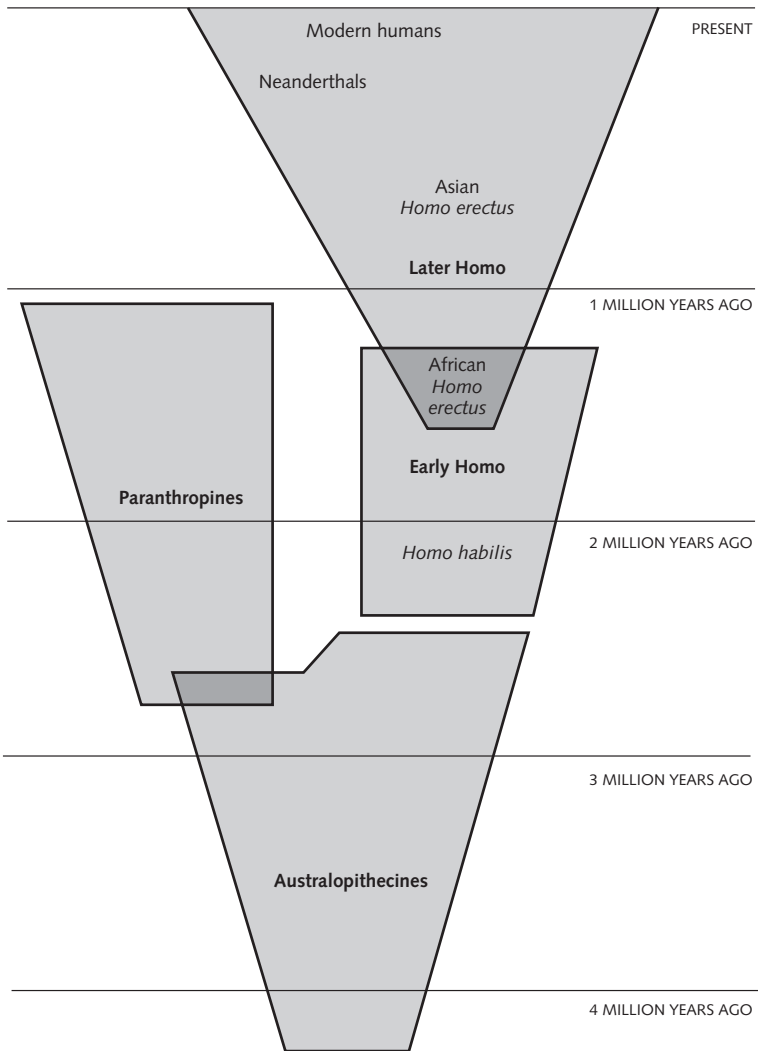 Modern humans
PRESENT
Neanderthals
Asian
Homo erectus
Later Homo
1 MILLION YEARS AGO
African
Homo
erectus
Early Homo
Paranthropines
2 MILLION YEARS AGO
Homo habilis
3 MILLION YEARS AGO
Australopithecines
4 MILLION YEARS AGO